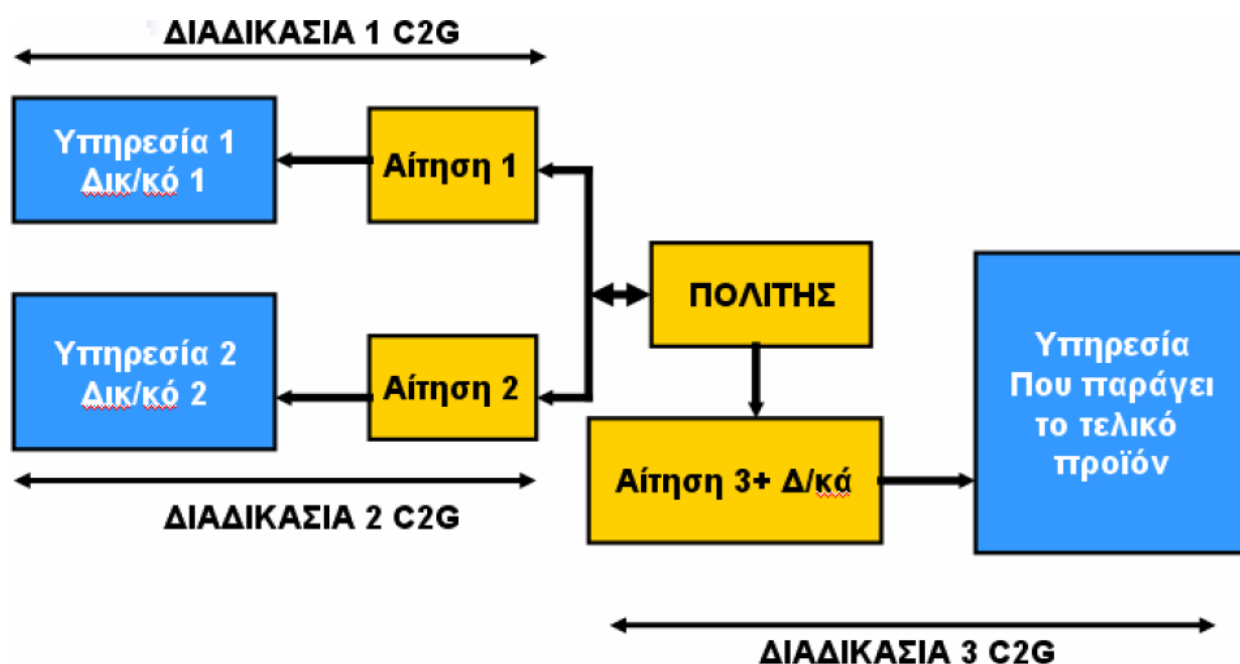 ΔΙΑΔΙΚΑΣΙΑ 1 C2G
Υπηρεσία 1
Δικ/κό 1
Αίτηση 1
ΠΟΛΙΤΗΣ
Υπηρεσία 2
Δικ/κό 2
Αίτηση 2
Υπηρεσία
Που παράγει
το τελικό
προϊόν
Αίτηση 3+ Δ/κά
ΔΙΑΔΙΚΑΣΙΑ 2 C2G
ΔΙΑΔΙΚΑΣΙΑ 3 C2G